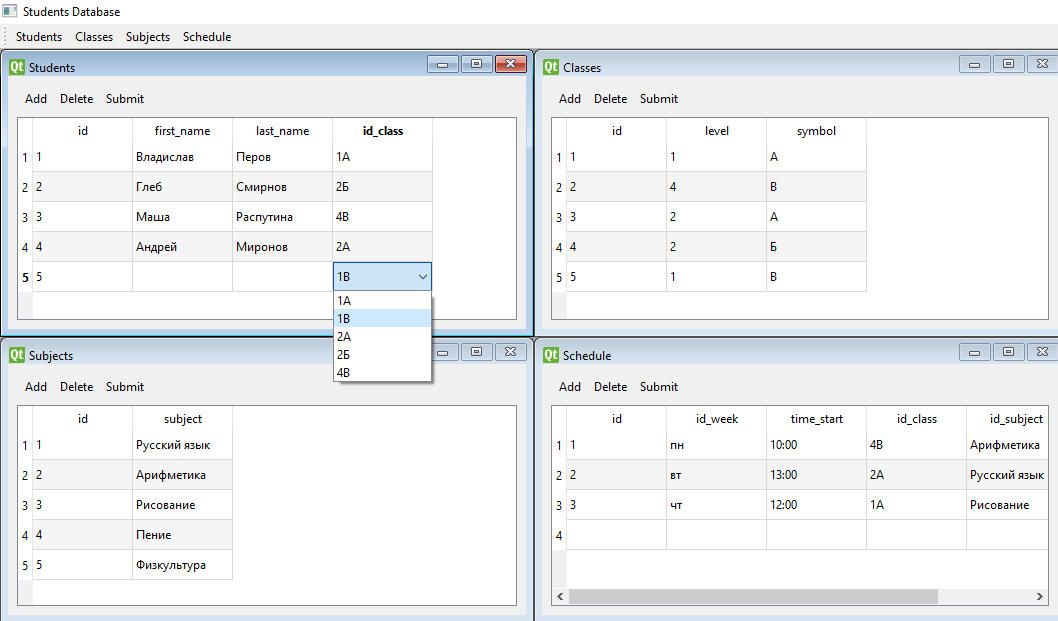 Students Database
Students Classes Subjects Schedule
Qt Students
Add Delete Submit
id first_name last_name id_class
1 1 Владислав Перов 1А
2 2 Глеб Смирнов 2Б
3 3 Маша Распутина 4В
4 4 Андрей Миронов 2А
5 5 1В
1А
1В
2А
2Б
4В
Qt Classes
Add Delete Submit
id level symbol
1 1 1 А
2 2 4 В
3 3 2 А
4 4 2 Б
5 5 1 В
Qt Subjects
Add Delete Submit
id subject
1 1 Русский язык
2 2 Арифметика
3 3 Рисование
4 4 Пение
5 5 Физкультура
Qt Schedule
Add Delete Submit
id id_week time_start id_class id_subject
1 1 пн 10:00 4В Арифметика
2 2 вт 13:00 2А Русский язык
3 3 чт 12:00 1А Рисование
4